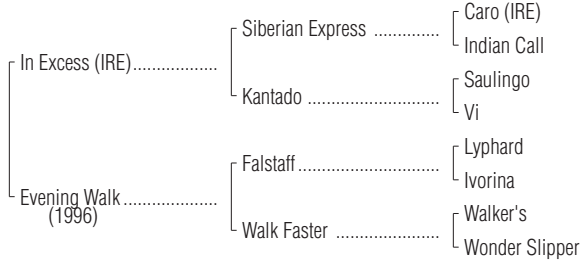 Caro (IRE)
Siberian Express ..............
Indian Call
In Excess (IRE)..................
Saulingo
Kantado ............................
Vi
Lyphard
Falstaff..............................
Ivorina
Evening Walk ....................
(1996)
Walker's
Walk Faster ......................
Wonder Slipper